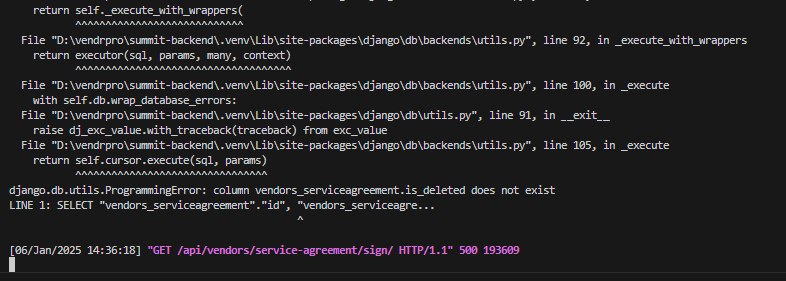 return self._execute_with_wrappers(
^^^^^^^^^^^^^^^^^^^^^^^^^^^^
File "D:\vendrpro\summit-backend\.venv\Lib\site-packages\django\db\backends\utils.py", line 92, in _execute_with_wrappers
return executor(sql, params, many, context)
^^^^^^^^^^^^^^^^^^^^^^^^^^^^^^^^^^^^
File "D:\vendrpro\summit-backend\.venv\Lib\site-packages\django\db\backends\utils.py", line 100, in _execute
with self.db.wrap_database_errors:
File "D:\vendrpro\summit-backend\.venv\Lib\site-packages\django\db\utils.py", line 91, in __exit__
raise dj_exc_value.with_traceback(traceback) from exc_value
File "D:\vendrpro\summit-backend\.venv\Lib\site-packages\django\db\backends\utils.py", line 105, in _execute
return self.cursor.execute(sql, params)
^^^^^^^^^^^^^^^^^^^^^^^^^^^^^^^^
django.db.utils.ProgrammingError: column vendors_serviceagreement.is_deleted does not exist
LINE 1: SELECT "vendors_serviceagreement"."id", "vendors_serviceagre...
^
[06/Jan/2025 14:36:18] "GET /api/vendors/service-agreement/sign/ HTTP/1.1" 500 193609